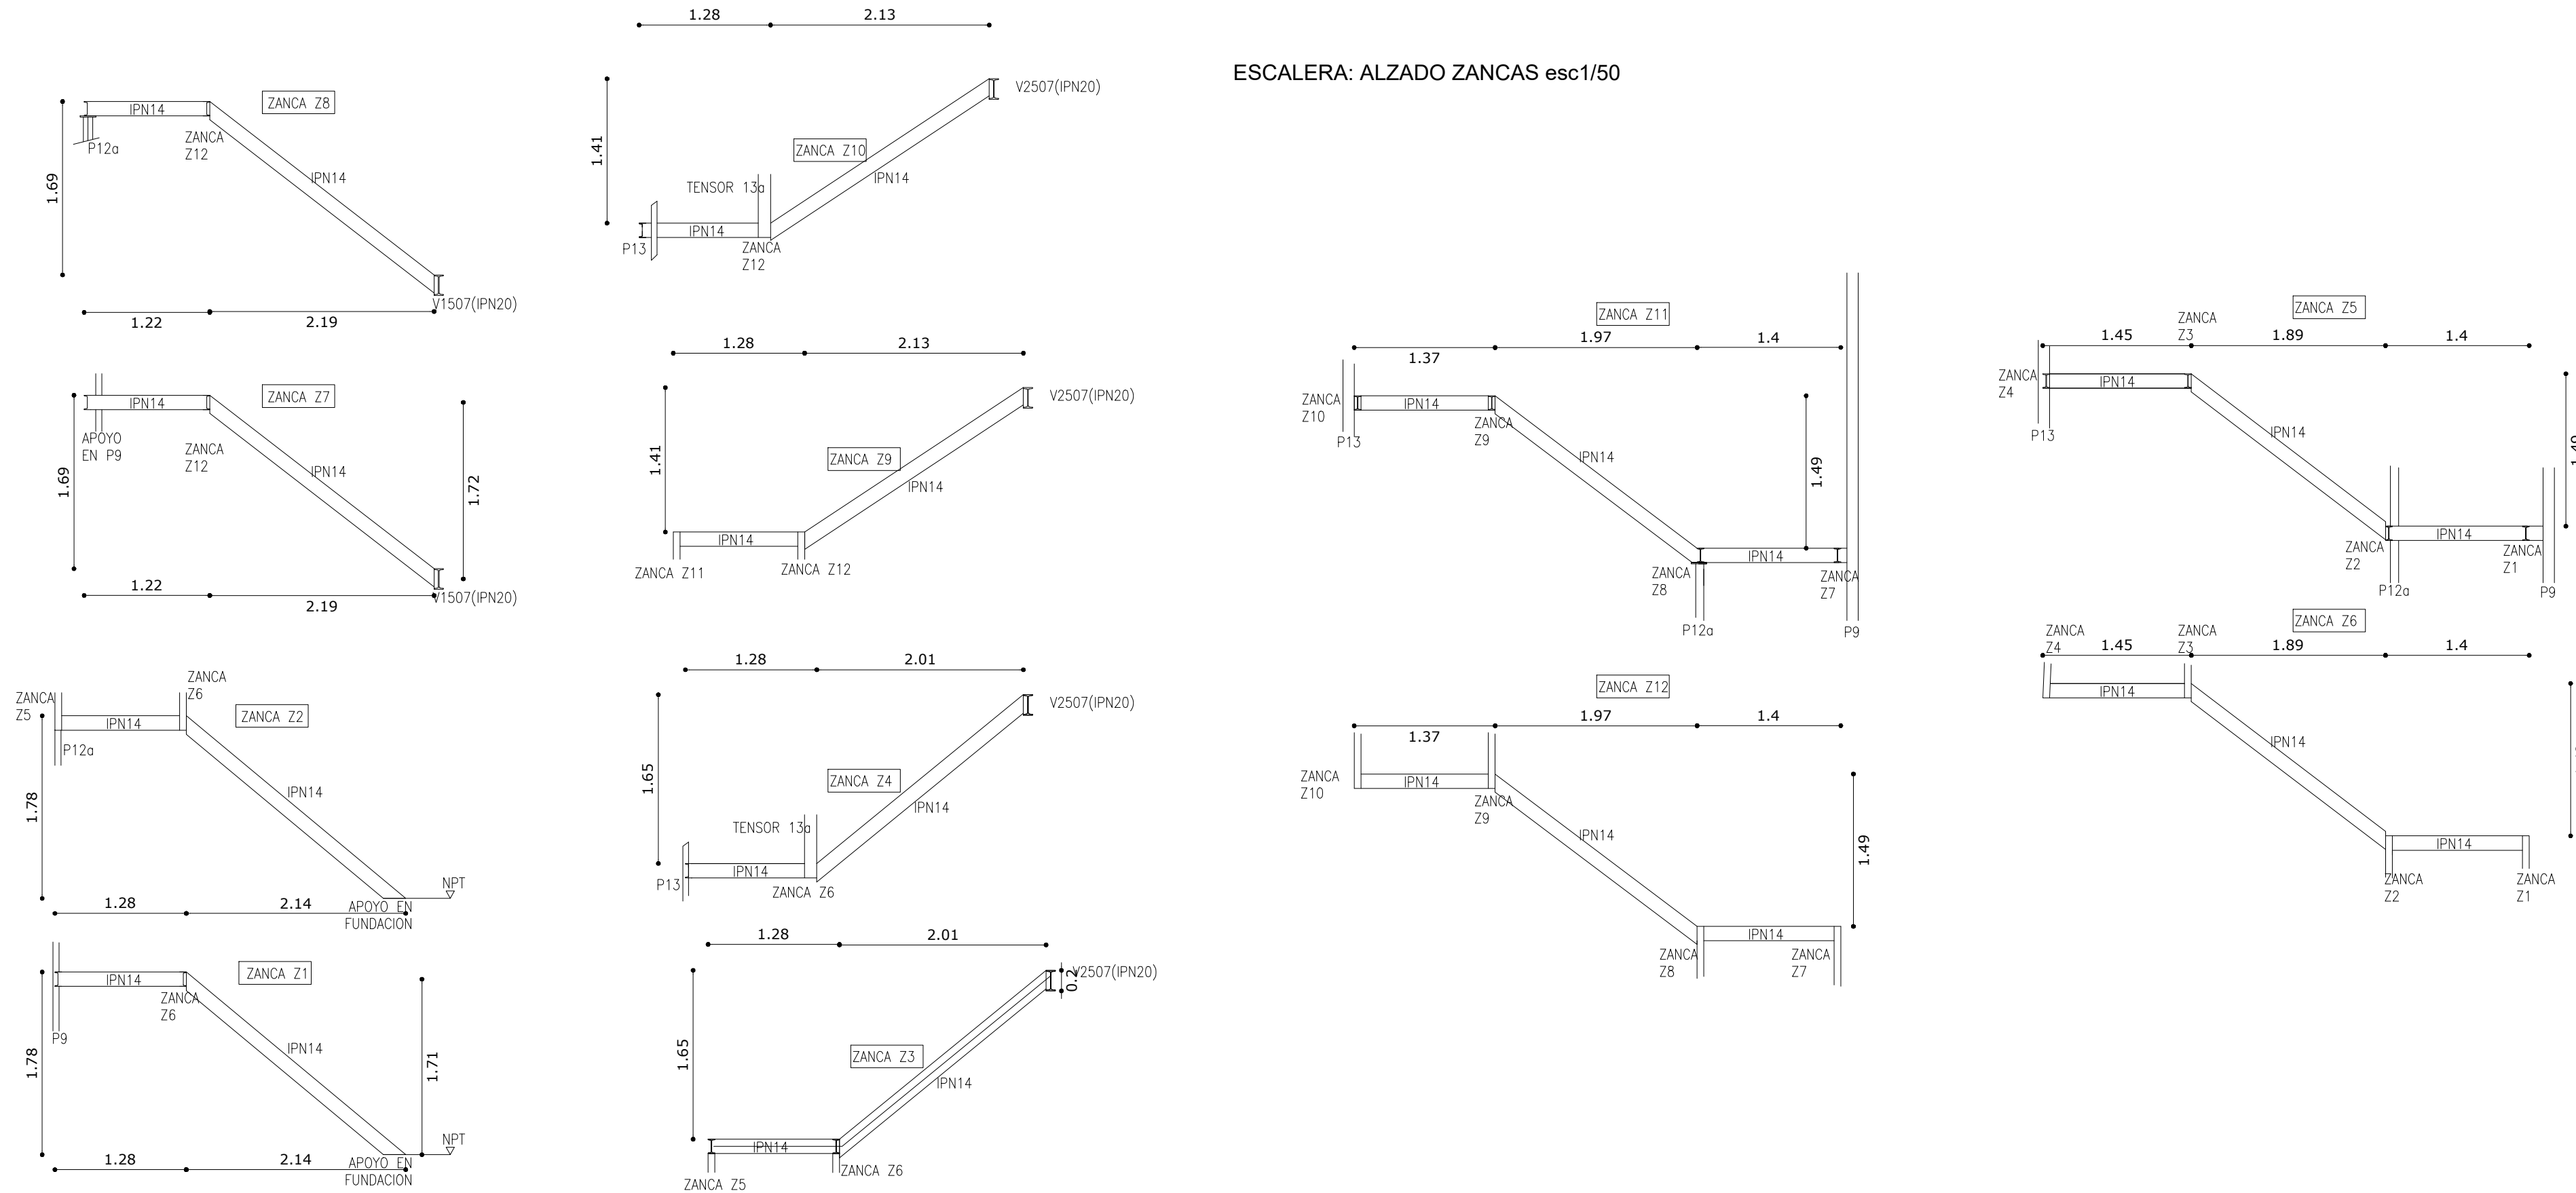 ESCALERA: ALZADO ZANCAS esc1/50
ZANCA Z8
IPN14
P12a
ZANCA
Z12
IPN14
1.69
V1507(IPN20)
1.22
2.19
1.28
2.13
V2507(IPN20)
1.41
ZANCA Z10
TENSOR 13a
IPN14
P13
IPN14
ZANCA
Z12
ZANCA Z7
IPN14
APOYO
EN P9
ZANCA
Z12
IPN14
1.69
1.72
V1507(IPN20)
1.22
2.19
1.28
2.13
V2507(IPN20)
1.41
ZANCA Z9
IPN14
IPN14
ZANCA Z11
ZANCA Z12
ZANCA
Z6
ZANCA
Z5
ZANCA Z2
IPN14
P12a
IPN14
1.78
NPT
1.28
2.14
APOYO EN
FUNDACION
1.28
2.01
V2507(IPN20)
1.65
ZANCA Z4
IPN14
TENSOR 13a
P13
IPN14
ZANCA Z6
ZANCA Z1
IPN14
ZANCA
Z6
P9
IPN14
1.78
1.71
NPT
1.28
2.14
APOYO EN
FUNDACION
1.28
2.01
V2507(IPN20)
0.2
1.65
ZANCA Z3
IPN14
IPN14
ZANCA Z6
ZANCA Z5
ZANCA Z11
1.37
1.97
1.4
ZANCA
Z10
IPN14
ZANCA
Z9
P13
IPN14
1.49
IPN14
ZANCA
Z8
ZANCA
Z7
P12a
P9
ZANCA Z12
1.37
1.97
1.4
ZANCA
Z10
IPN14
ZANCA
Z9
IPN14
1.49
IPN14
ZANCA
Z8
ZANCA
Z7
ZANCA Z5
ZANCA
Z3
1.45
1.89
1.4
ZANCA
Z4
IPN14
P13
IPN14
1.49
IPN14
ZANCA
Z2
ZANCA
Z1
P12a
P9
ZANCA Z6
ZANCA
Z4
ZANCA
Z3
1.45
1.89
1.4
IPN14
IPN14
IPN14
ZANCA
Z2
ZANCA
Z1